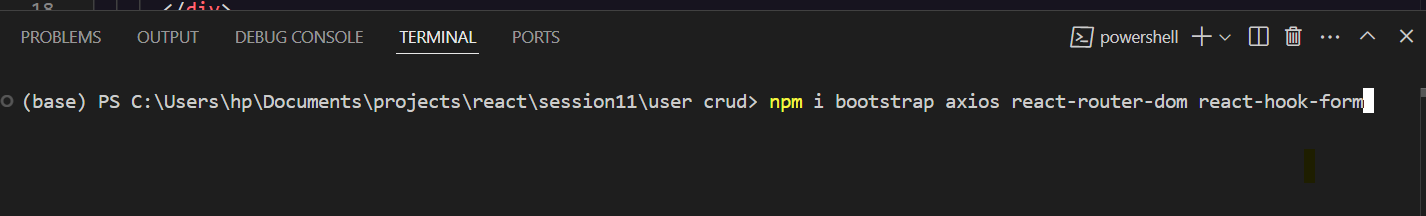 18 </div>
PROBLEMS OUTPUT DEBUG CONSOLE TERMINAL PORTS powershell
(base) PS C:\Users\hp\Documents\projects\react\session11\user crud> npm i bootstrap axios react-router-dom react-hook-form